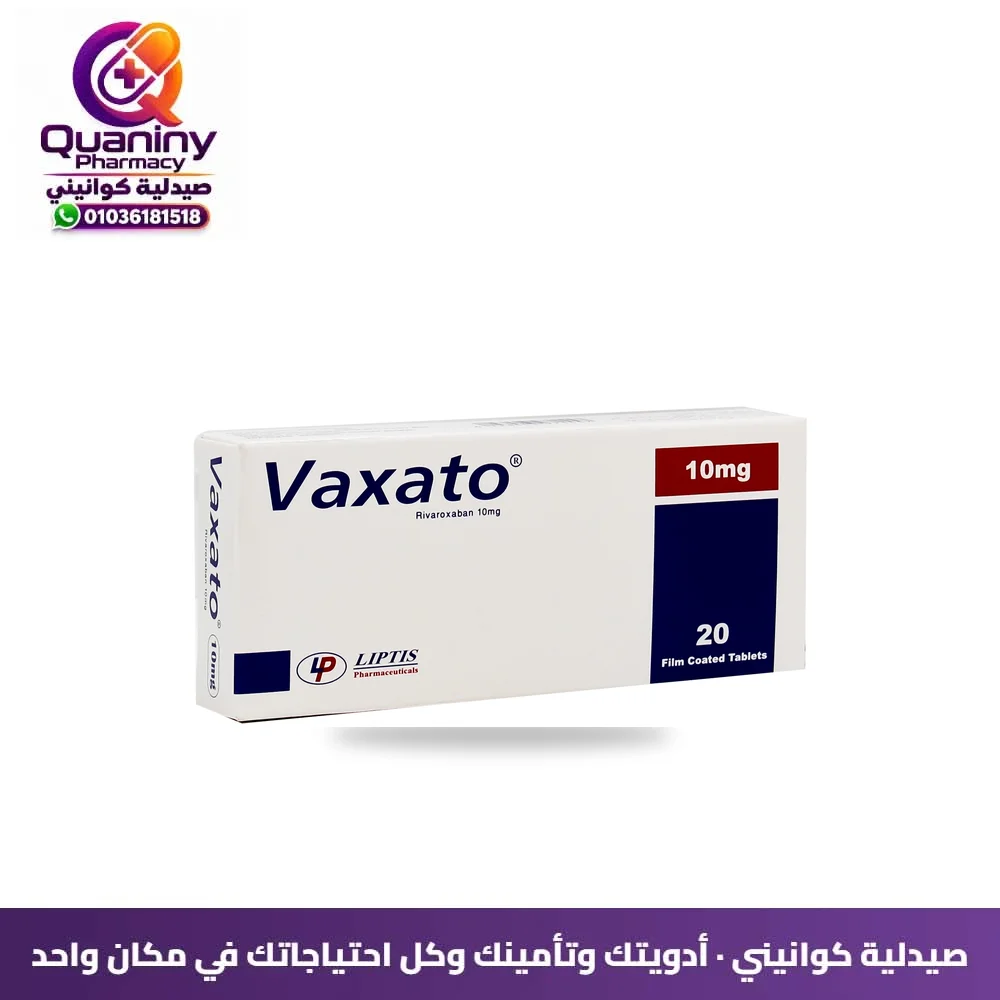 Quaniny
Pharmacy
صيدلية كوانيني
01036181518
Vaxato®
Rivaroxaban 10mg
10mg
20
Film Coated Tablets
LP LIPTIS
Pharmaceuticals
Vaxato®
Rivaroxaban 10mg
10mg
صيدلية كوانيني · أدويتك وتأمينك وكل احتياجاتك في مكان واحد